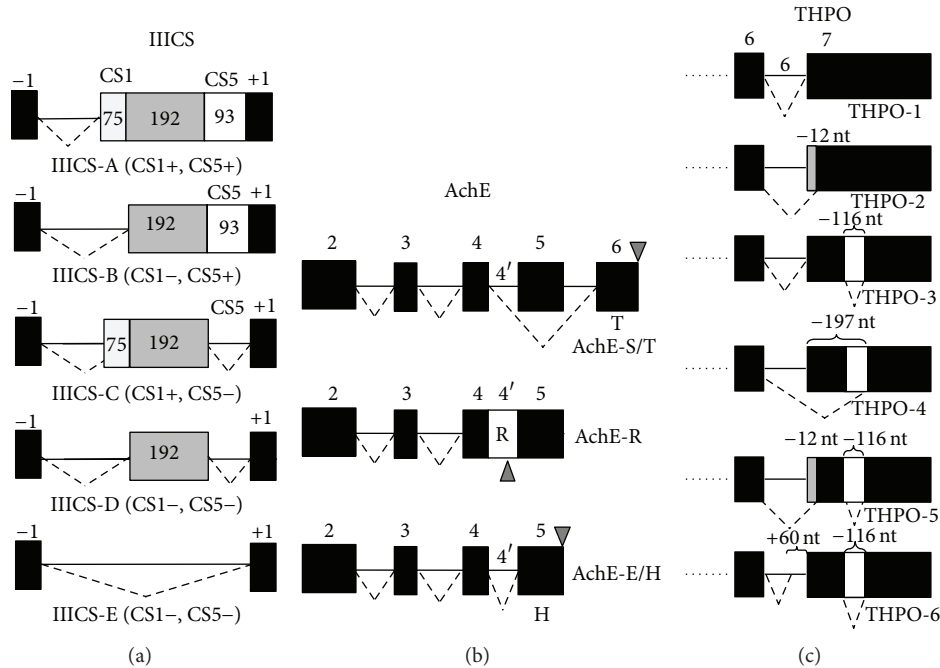 IIICS
−1
CS1
CS5
+1
75
192
93
IIICS-A (CS1+, CS5+)
−1
CS5
+1
192
93
IIICS-B (CS1−, CS5+)
−1
CS5
+1
75
192
IIICS-C (CS1+, CS5−)
−1
+1
192
IIICS-D (CS1−, CS5−)
−1
+1
IIICS-E (CS1−, CS5−)
(a)
AchE
2
3
4
4′
5
6
T
AchE-S/T
2
3
4
4′
5
R
AchE-R
2
3
4
4′
5
AchE-E/H
H
(b)
THPO
6
7
6
THPO-1
−12 nt
THPO-2
−116 nt
THPO-3
−197 nt
THPO-4
−12 nt
−116 nt
THPO-5
+60 nt
−116 nt
THPO-6
(c)